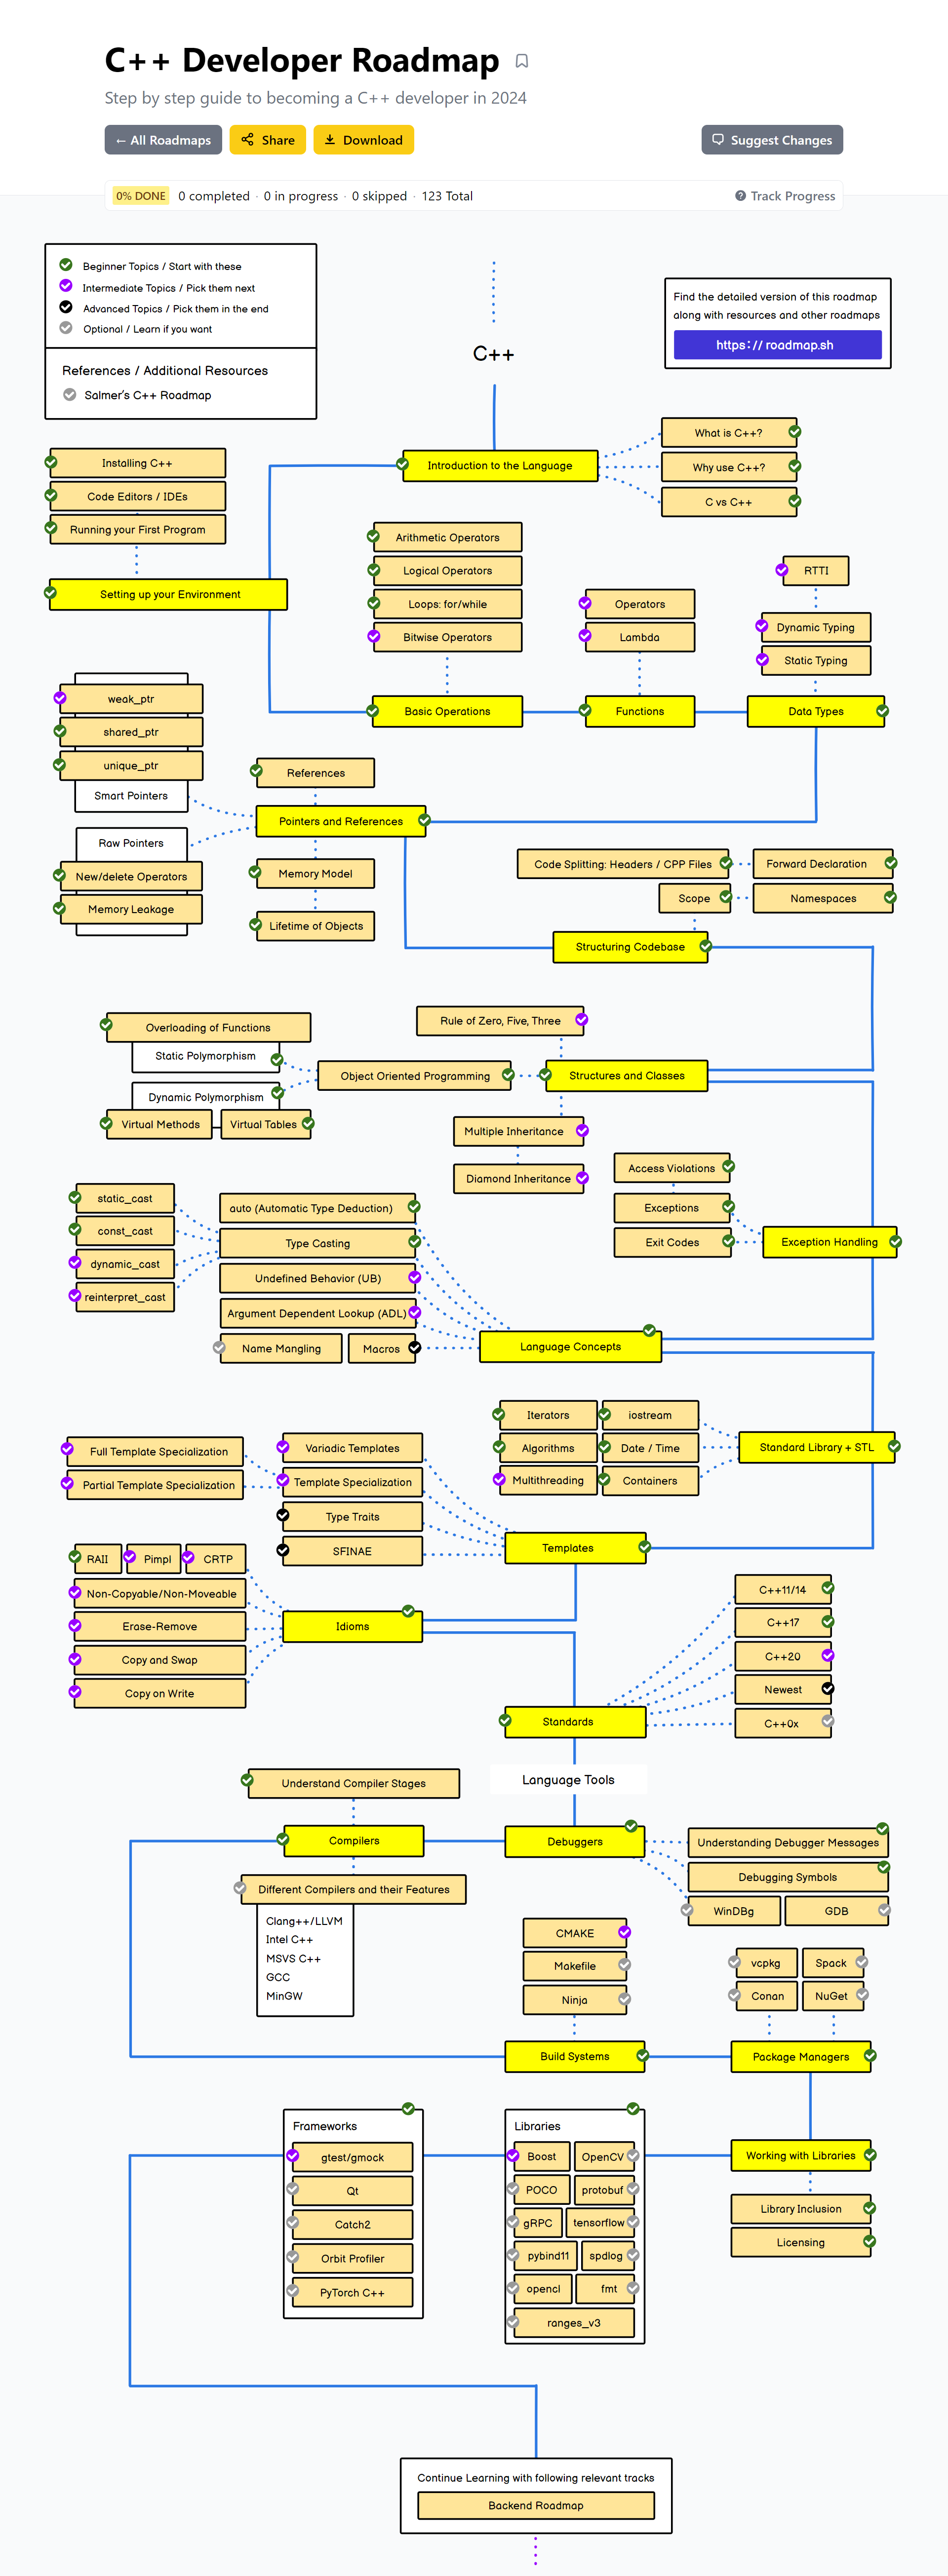 C++ Developer Roadmap
Step by step guide to becoming a C++ developer in 2024
← All Roadmaps
Share
Download
Suggest Changes
0% DONE 0 completed · 0 in progress · 0 skipped · 123 Total
Track Progress
Beginner Topics / Start with these
Intermediate Topics / Pick them next
Advanced Topics / Pick them in the end
Optional / Learn if you want
References / Additional Resources
Salmer's C++ Roadmap
Find the detailed version of this roadmap
along with resources and other roadmaps
https://roadmap.sh
C++
Introduction to the Language
What is C++?
Why use C++?
C vs C++
Installing C++
Code Editors / IDEs
Running your First Program
Setting up your Environment
Arithmetic Operators
Logical Operators
Loops: for/while
Bitwise Operators
Basic Operations
Operators
Lambda
Functions
RTTI
Dynamic Typing
Static Typing
Data Types
weak_ptr
shared_ptr
unique_ptr
Smart Pointers
Raw Pointers
New/delete Operators
Memory Leakage
References
Pointers and References
Memory Model
Lifetime of Objects
Code Splitting: Headers / CPP Files
Forward Declaration
Scope
Namespaces
Structuring Codebase
Rule of Zero, Five, Three
Overloading of Functions
Static Polymorphism
Object Oriented Programming
Structures and Classes
Dynamic Polymorphism
Virtual Methods
Virtual Tables
Multiple Inheritance
Diamond Inheritance
Access Violations
Exceptions
Exit Codes
Exception Handling
static_cast
const_cast
dynamic_cast
reinterpret_cast
auto (Automatic Type Deduction)
Type Casting
Undefined Behavior (UB)
Argument Dependent Lookup (ADL)
Name Mangling
Macros
Language Concepts
Iterators
iostream
Algorithms
Date / Time
Multithreading
Containers
Standard Library + STL
Full Template Specialization
Partial Template Specialization
Variadic Templates
Template Specialization
Type Traits
SFINAE
Templates
RAII
Pimpl
CRTP
Non-Copyable/Non-Moveable
Erase-Remove
Copy and Swap
Copy on Write
Idioms
C++11/14
C++17
C++20
Newest
C++0x
Standards
Language Tools
Understand Compiler Stages
Compilers
Debuggers
Understanding Debugger Messages
Debugging Symbols
WinDBg
GDB
Different Compilers and their Features
Clang++/LLVM
Intel C++
MSVS C++
GCC
MinGW
CMAKE
Makefile
Ninja
Build Systems
vcpkg
Spack
Conan
NuGet
Package Managers
Frameworks
gtest/gmock
Qt
Catch2
Orbit Profiler
PyTorch C++
Libraries
Boost
OpenCV
POCO
protobuf
gRPC
tensorflow
pybind11
spdlog
opencl
fmt
ranges_v3
Working with Libraries
Library Inclusion
Licensing
Continue Learning with following relevant tracks
Backend Roadmap